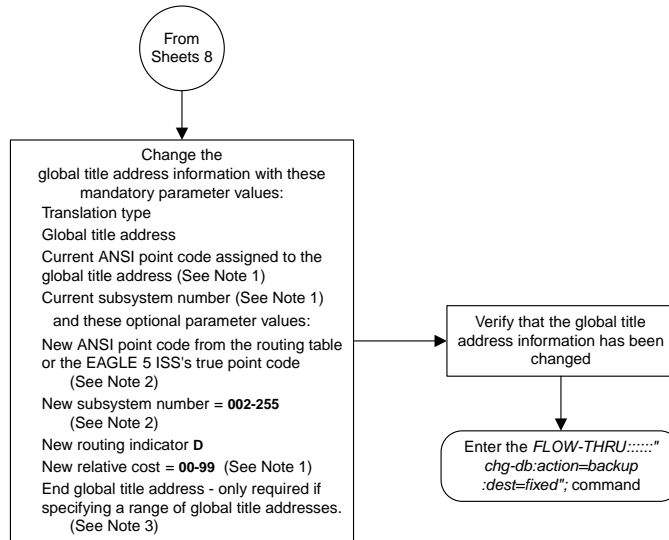 From
Sheets 8
Change the
global title address information with these
mandatory parameter values:
Translation type
Global title address
Current ANSI point code assigned to the
global title address (See Note 1)
Current subsystem number (See Note 1)
and these optional parameter values:
New ANSI point code from the routing table
or the EAGLE 5 ISS's true point code
(See Note 2)
New subsystem number = 002-255
(See Note 2)
New routing indicator D
New relative cost = 00-99 (See Note 1)
End global title address - only required if
specifying a range of global title addresses.
(See Note 3)
Verify that the global title
address information has been
changed
Enter the FLOW-THRU::::::"
chg-db:action=backup
:dest=fixed"; command